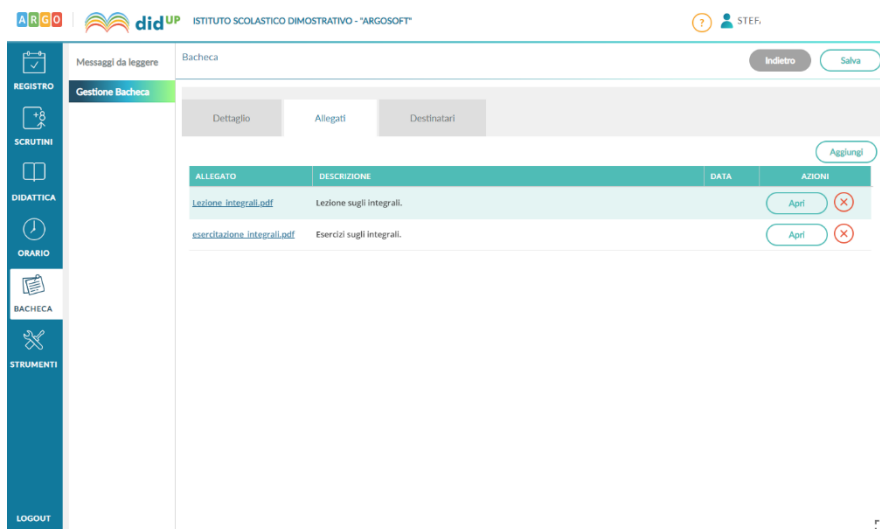 ARGO didUP ISTITUTO SCOLASTICO DIMOSTRATIVO - "ARGOSOFT" ? STEF.
REGISTRO
SCRUTINI
DIDATTICA
ORARIO
BACHECA
STRUMENTI
LOGOUT
Messaggi da leggere
Gestione Bacheca
Bacheca
Indietro Salva
Dettaglio Allegati Destinatari
Aggiungi
ALLEGATO DESCRIZIONE DATA AZIONI
Lezione_integrali.pdf Lezione sugli integrali. Apri
esercitazione_integrali.pdf Esercizi sugli integrali. Apri